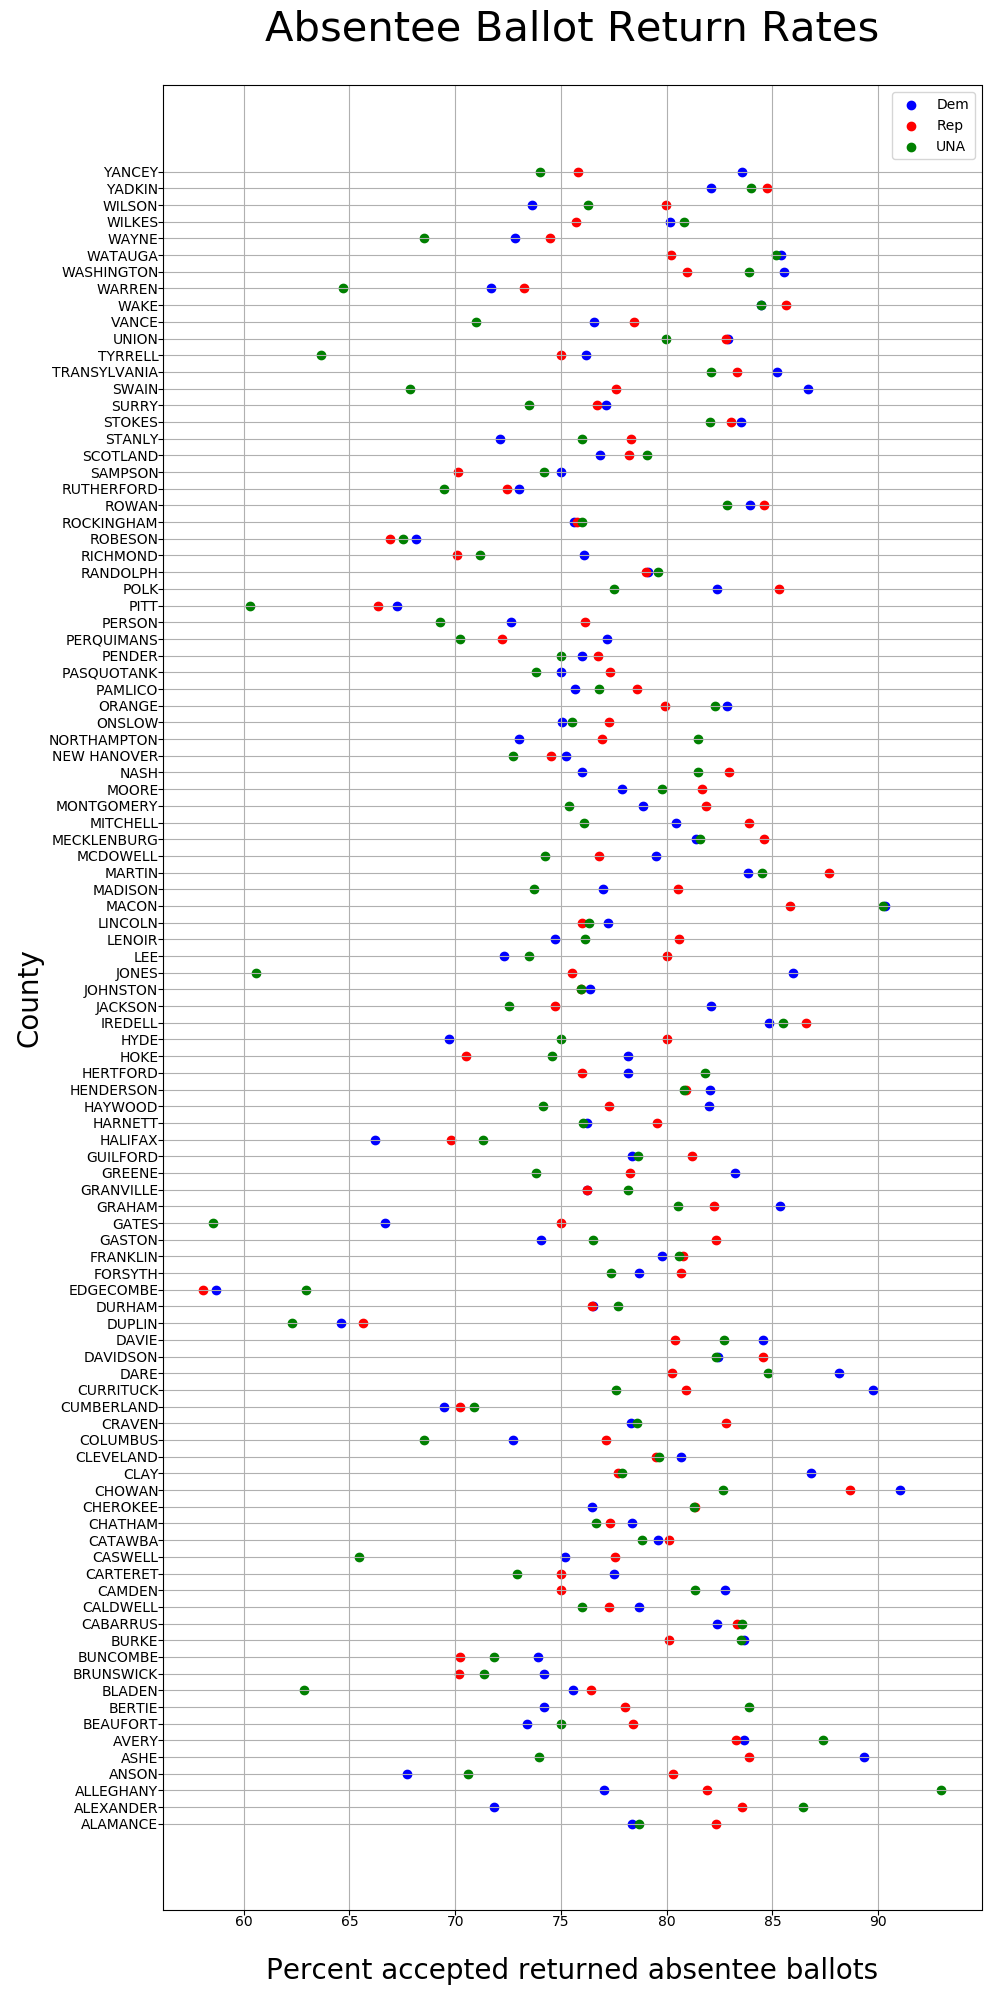 Absentee Ballot Return Rates
Dem
Rep
UNA
YANCEY
YADKIN
WILSON
WILKES
WAYNE
WATAUGA
WASHINGTON
WARREN
WAKE
VANCE
UNION
TYRRELL
TRANSYLVANIA
SWAIN
SURRY
STOKES
STANLY
SCOTLAND
SAMPSON
RUTHERFORD
ROWAN
ROCKINGHAM
ROBESON
RICHMOND
RANDOLPH
POLK
PITT
PERSON
PERQUIMANS
PENDER
PASQUOTANK
PAMLICO
ORANGE
ONSLOW
NORTHAMPTON
NEW HANOVER
NASH
MOORE
MONTGOMERY
MITCHELL
MECKLENBURG
MCDOWELL
MARTIN
MADISON
MACON
LINCOLN
LENOIR
LEE
JONES
JOHNSTON
JACKSON
IREDELL
HYDE
HOKE
HERTFORD
HENDERSON
HAYWOOD
HARNETT
HALIFAX
GUILFORD
GREENE
GRANVILLE
GRAHAM
GATES
GASTON
FRANKLIN
FORSYTH
EDGECOMBE
DURHAM
DUPLIN
DAVIE
DAVIDSON
DARE
CURRITUCK
CUMBERLAND
CRAVEN
COLUMBUS
CLEVELAND
CLAY
CHOWAN
CHEROKEE
CHATHAM
CATAWBA
CASWELL
CARTERET
CAMDEN
CALDWELL
CABARRUS
BURKE
BUNCOMBE
BRUNSWICK
BLADEN
BERTIE
BEAUFORT
AVERY
ASHE
ANSON
ALLEGHANY
ALEXANDER
ALAMANCE
County
60 65 70 75 80 85 90
Percent accepted returned absentee ballots